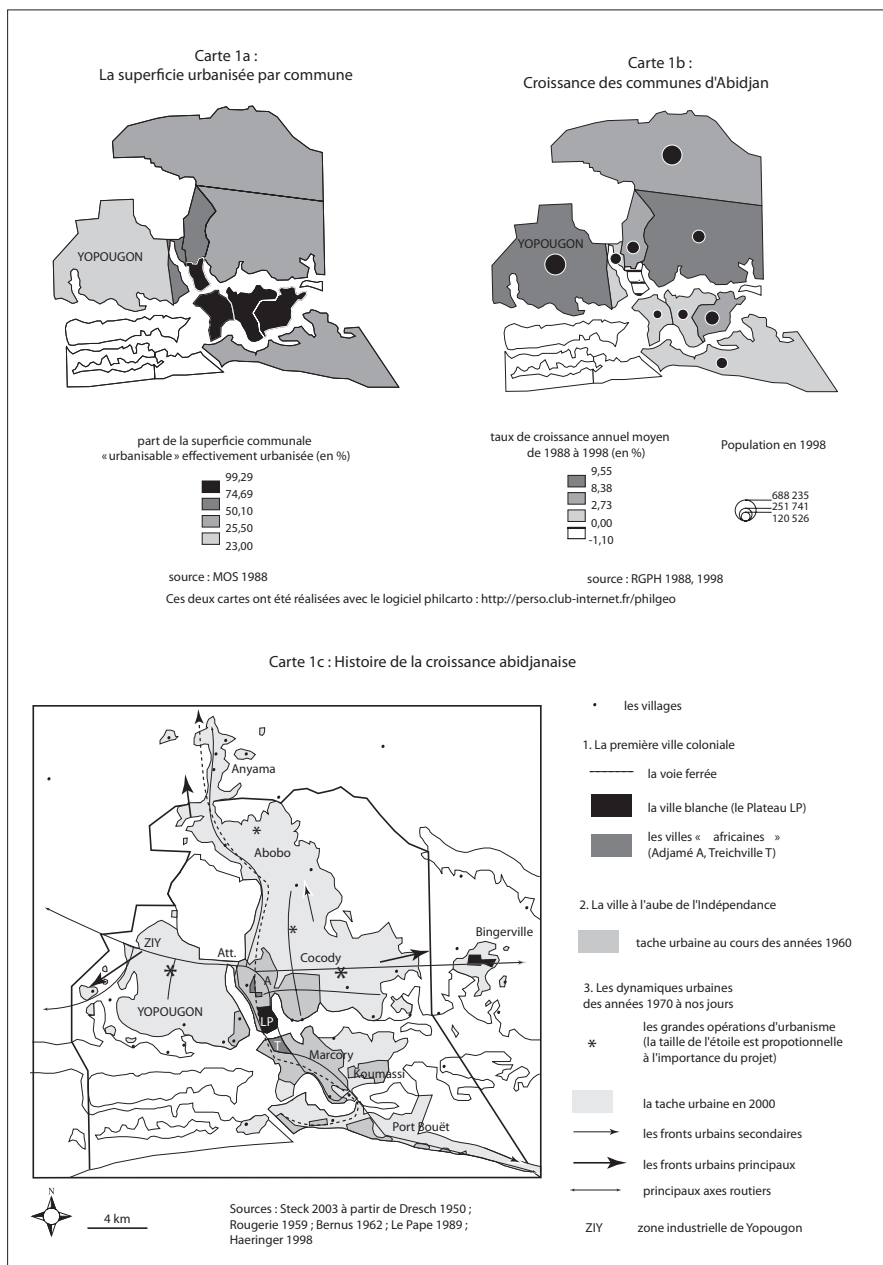 Carte 1a :
La superficie urbanisée par commune
YOPOUGON
part de la superficie communale
« urbanisable » effectivement urbanisée (en %)
99,29
74,69
50,10
25,50
23,00
source : MOS 1988
Carte 1b :
Croissance des communes d'Abidjan
YOPOUGON
taux de croissance annuel moyen
de 1988 à 1998 (en %)
9,55
8,38
2,73
0,00
-1,10
Population en 1998
688 235
251 741
120 526
source : RGPH 1988, 1998
Ces deux cartes ont été réalisées avec le logiciel philcarto : http://perso.club-internet.fr/philgeo
Carte 1c : Histoire de la croissance abidjanaise
Anyama
Abobo
Bingerville
ZIY
Att.
Cocody
A
YOPOUGON
LP
T
Marcory
Koumassi
Port Bouët
N
4 km
Sources : Steck 2003 à partir de Dresch 1950 ;
Rougerie 1959 ; Bernus 1962 ; Le Pape 1989 ;
Haeringer 1998
les villages
1. La première ville coloniale
la voie ferrée
la ville blanche (le Plateau LP)
les villes « africaines »
(Adjamé A, Treichville T)
2. La ville à l'aube de l'Indépendance
tache urbaine au cours des années 1960
3. Les dynamiques urbaines
des années 1970 à nos jours
les grandes opérations d'urbanisme
(la taille de l'étoile est propotionnelle
à l'importance du projet)
la tache urbaine en 2000
les fronts urbains secondaires
les fronts urbains principaux
principaux axes routiers
ZIY zone industrielle de Yopougon